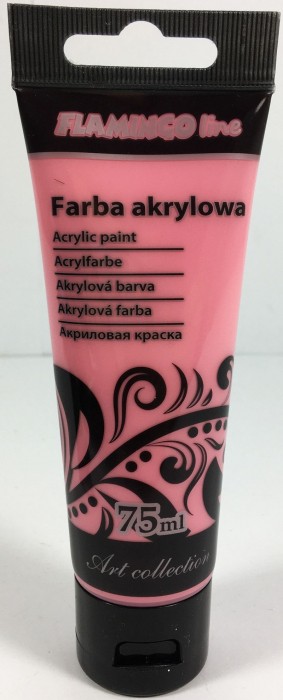 FLAMINGO line
Farba akrylowa
Acrylic paint
Acrylfarbe
Akrylová barva
Akrylová farba
Акриловая краска
75ml
Art collection